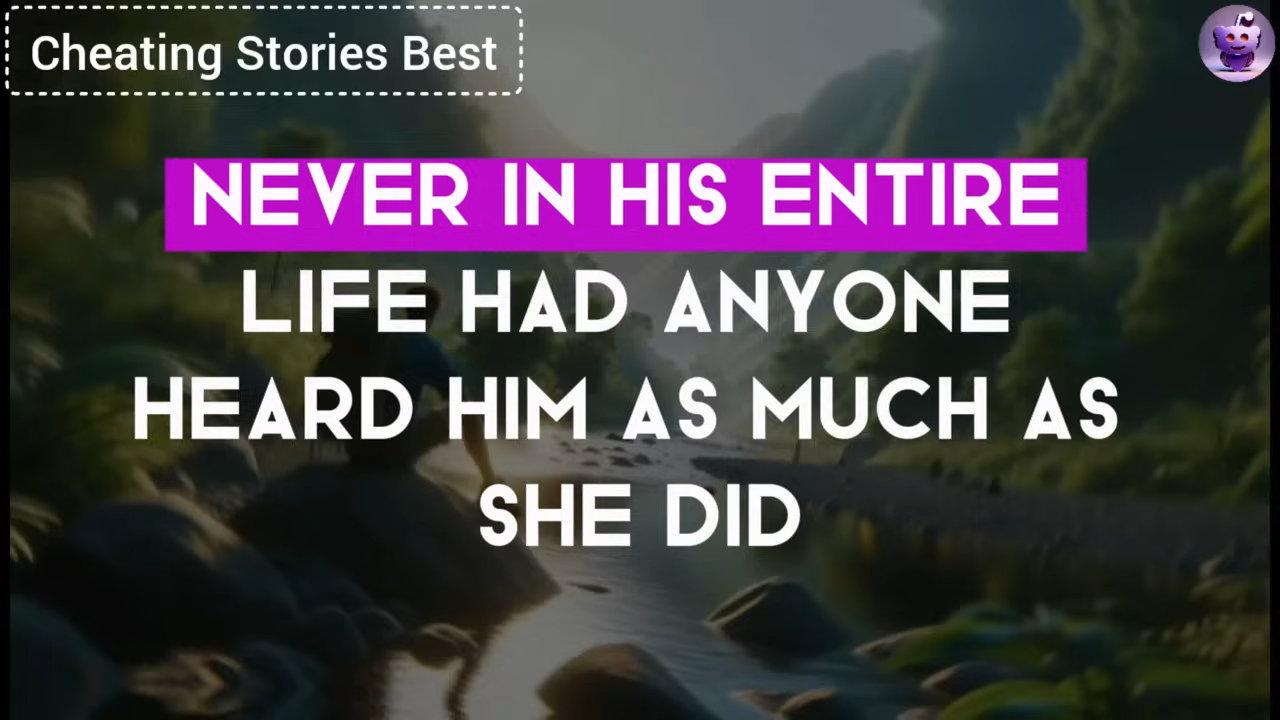 Cheating Stories Best
NEVER IN HIS ENTIRE
LIFE HAD ANYONE
HEARD HIM AS MUCH AS
SHE DID